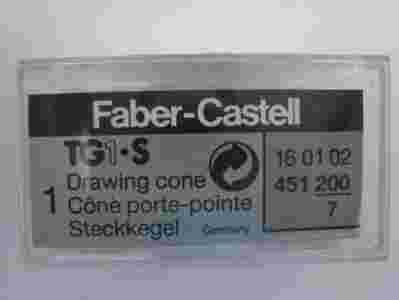 Faber-Castell
TG1·S
1 Drawing cone
Cône porte-pointe
Steckkegel Germany
16 01 02
451 200
7